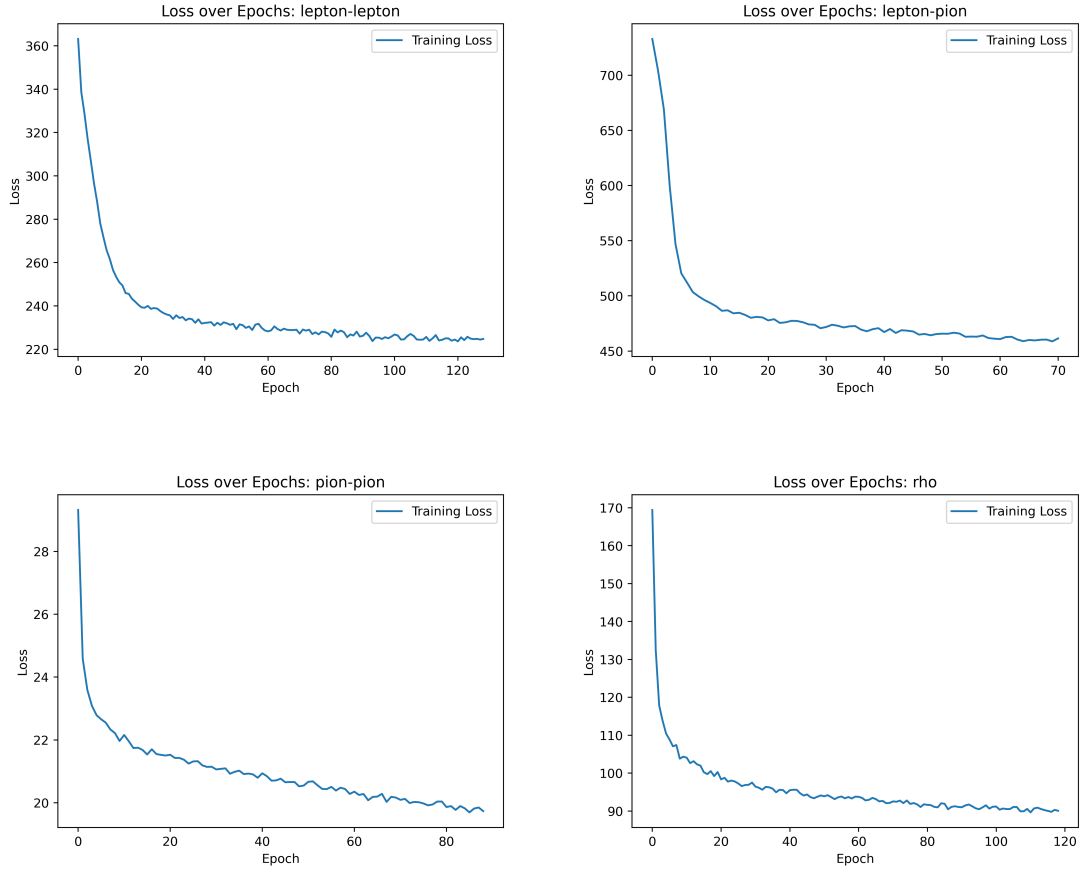 Loss over Epochs: lepton-lepton
Training Loss
360
340
320
300
280
260
240
220
Loss
0 20 40 60 80 100 120
Epoch
Loss over Epochs: lepton-pion
Training Loss
700
650
600
550
500
450
Loss
0 10 20 30 40 50 60 70
Epoch
Loss over Epochs: pion-pion
Training Loss
28
26
24
22
20
Loss
0 20 40 60 80
Epoch
Loss over Epochs: rho
Training Loss
170
160
150
140
130
120
110
100
90
Loss
0 20 40 60 80 100 120
Epoch